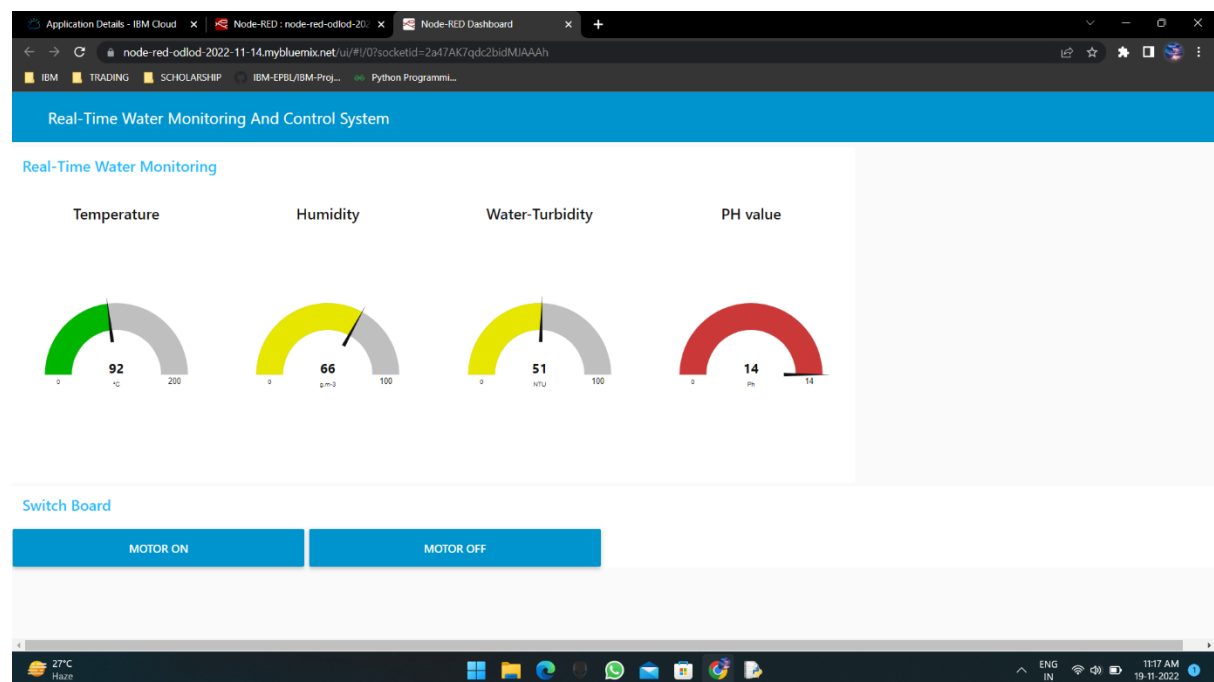 Application Details - IBM Cloud
Node-RED : node-red-odlod-202
Node-RED Dashboard
node-red-odlod-2022-11-14.mybluemix.net/ui/#!/0?socketid=2a47AK7qdc2bidMJAAAh
IBM TRADING SCHOLARSHIP IBM-EPBL/IBM-Proj... Python Programmi...
Real-Time Water Monitoring And Control System
Real-Time Water Monitoring
Temperature Humidity Water-Turbidity PH value
92 66 51 14
0 °C 200 0 g.m-3 100 0 NTU 100 0 Ph 14
Switch Board
MOTOR ON MOTOR OFF
27°C
Haze
ENG
IN
11:17 AM
19-11-2022
1